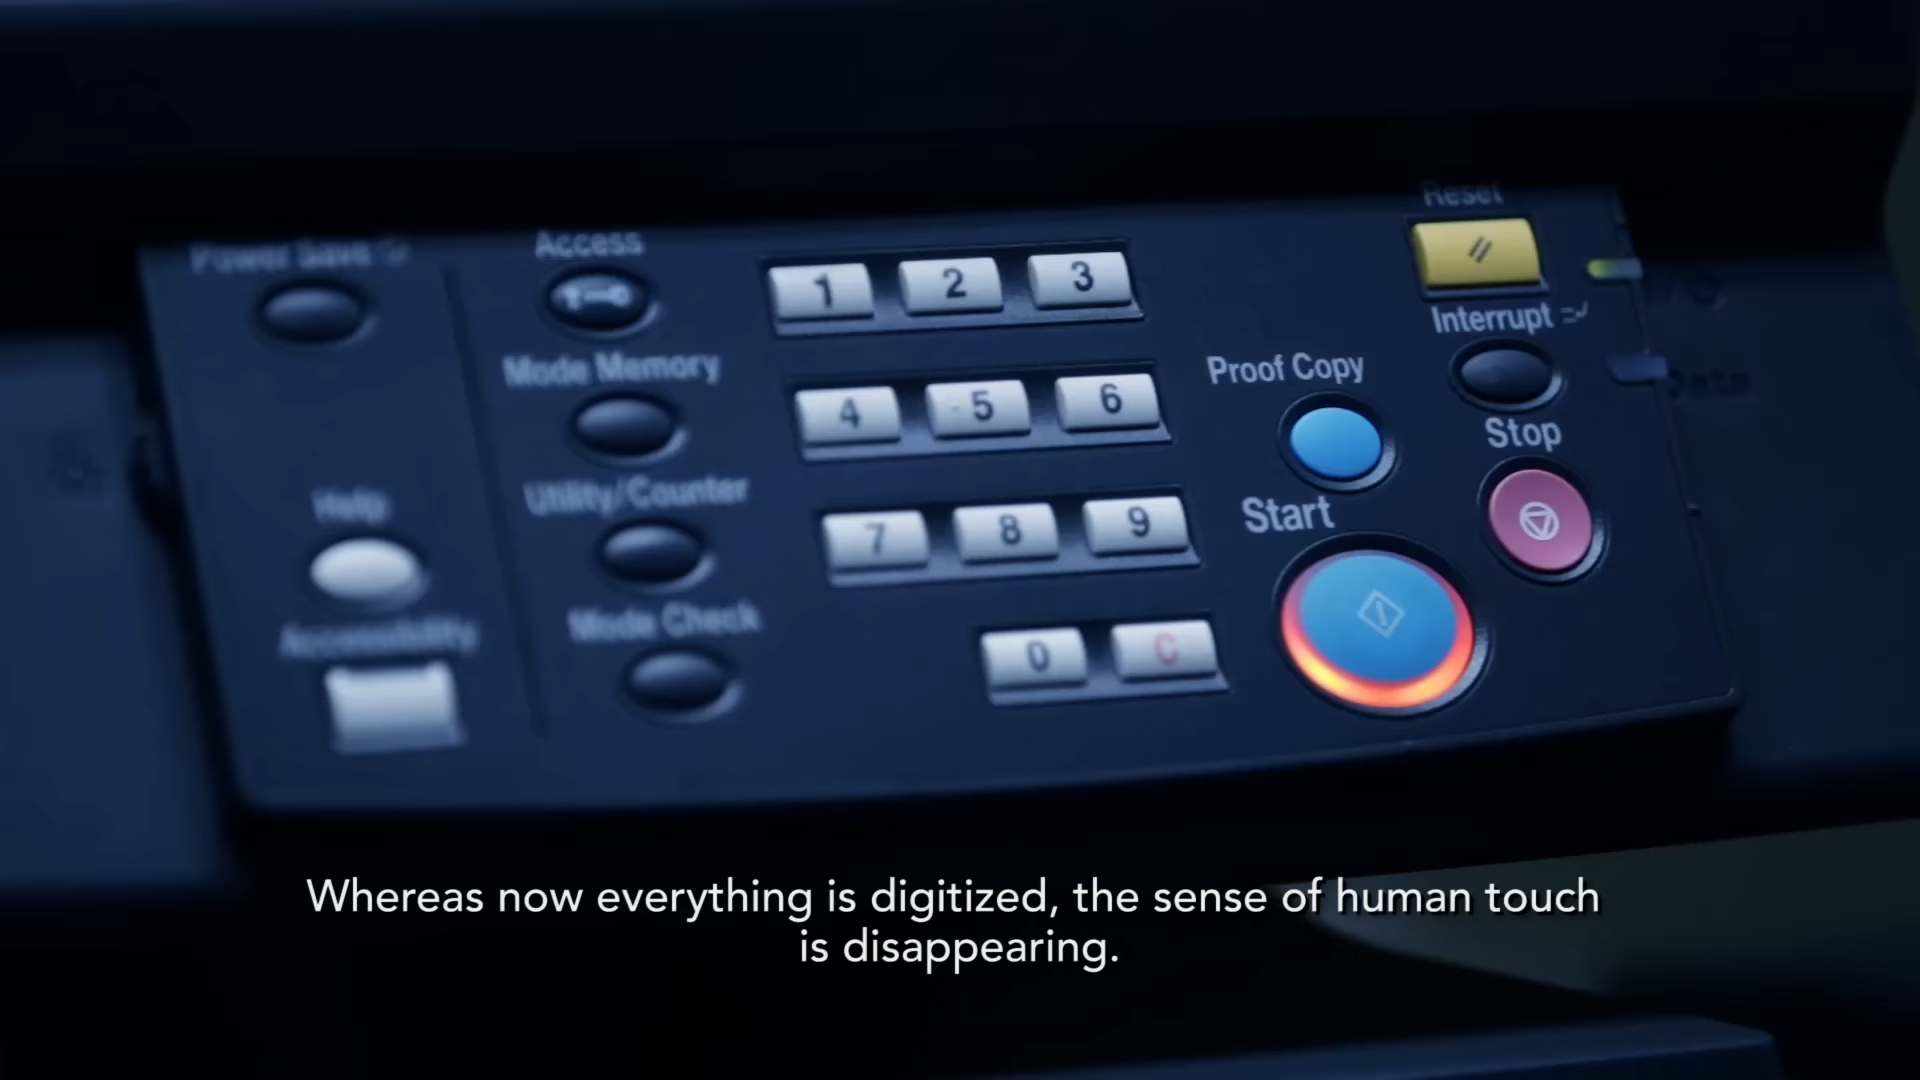 Reset
Power Save
Access
1 2 3
Interrupt
Mode Memory
Proof Copy
4 5 6
Stop
Utility/Counter
Help
7 8 9
Start
Accessibility
Mode Check
0 C
Whereas now everything is digitized, the sense of human touch
is disappearing.